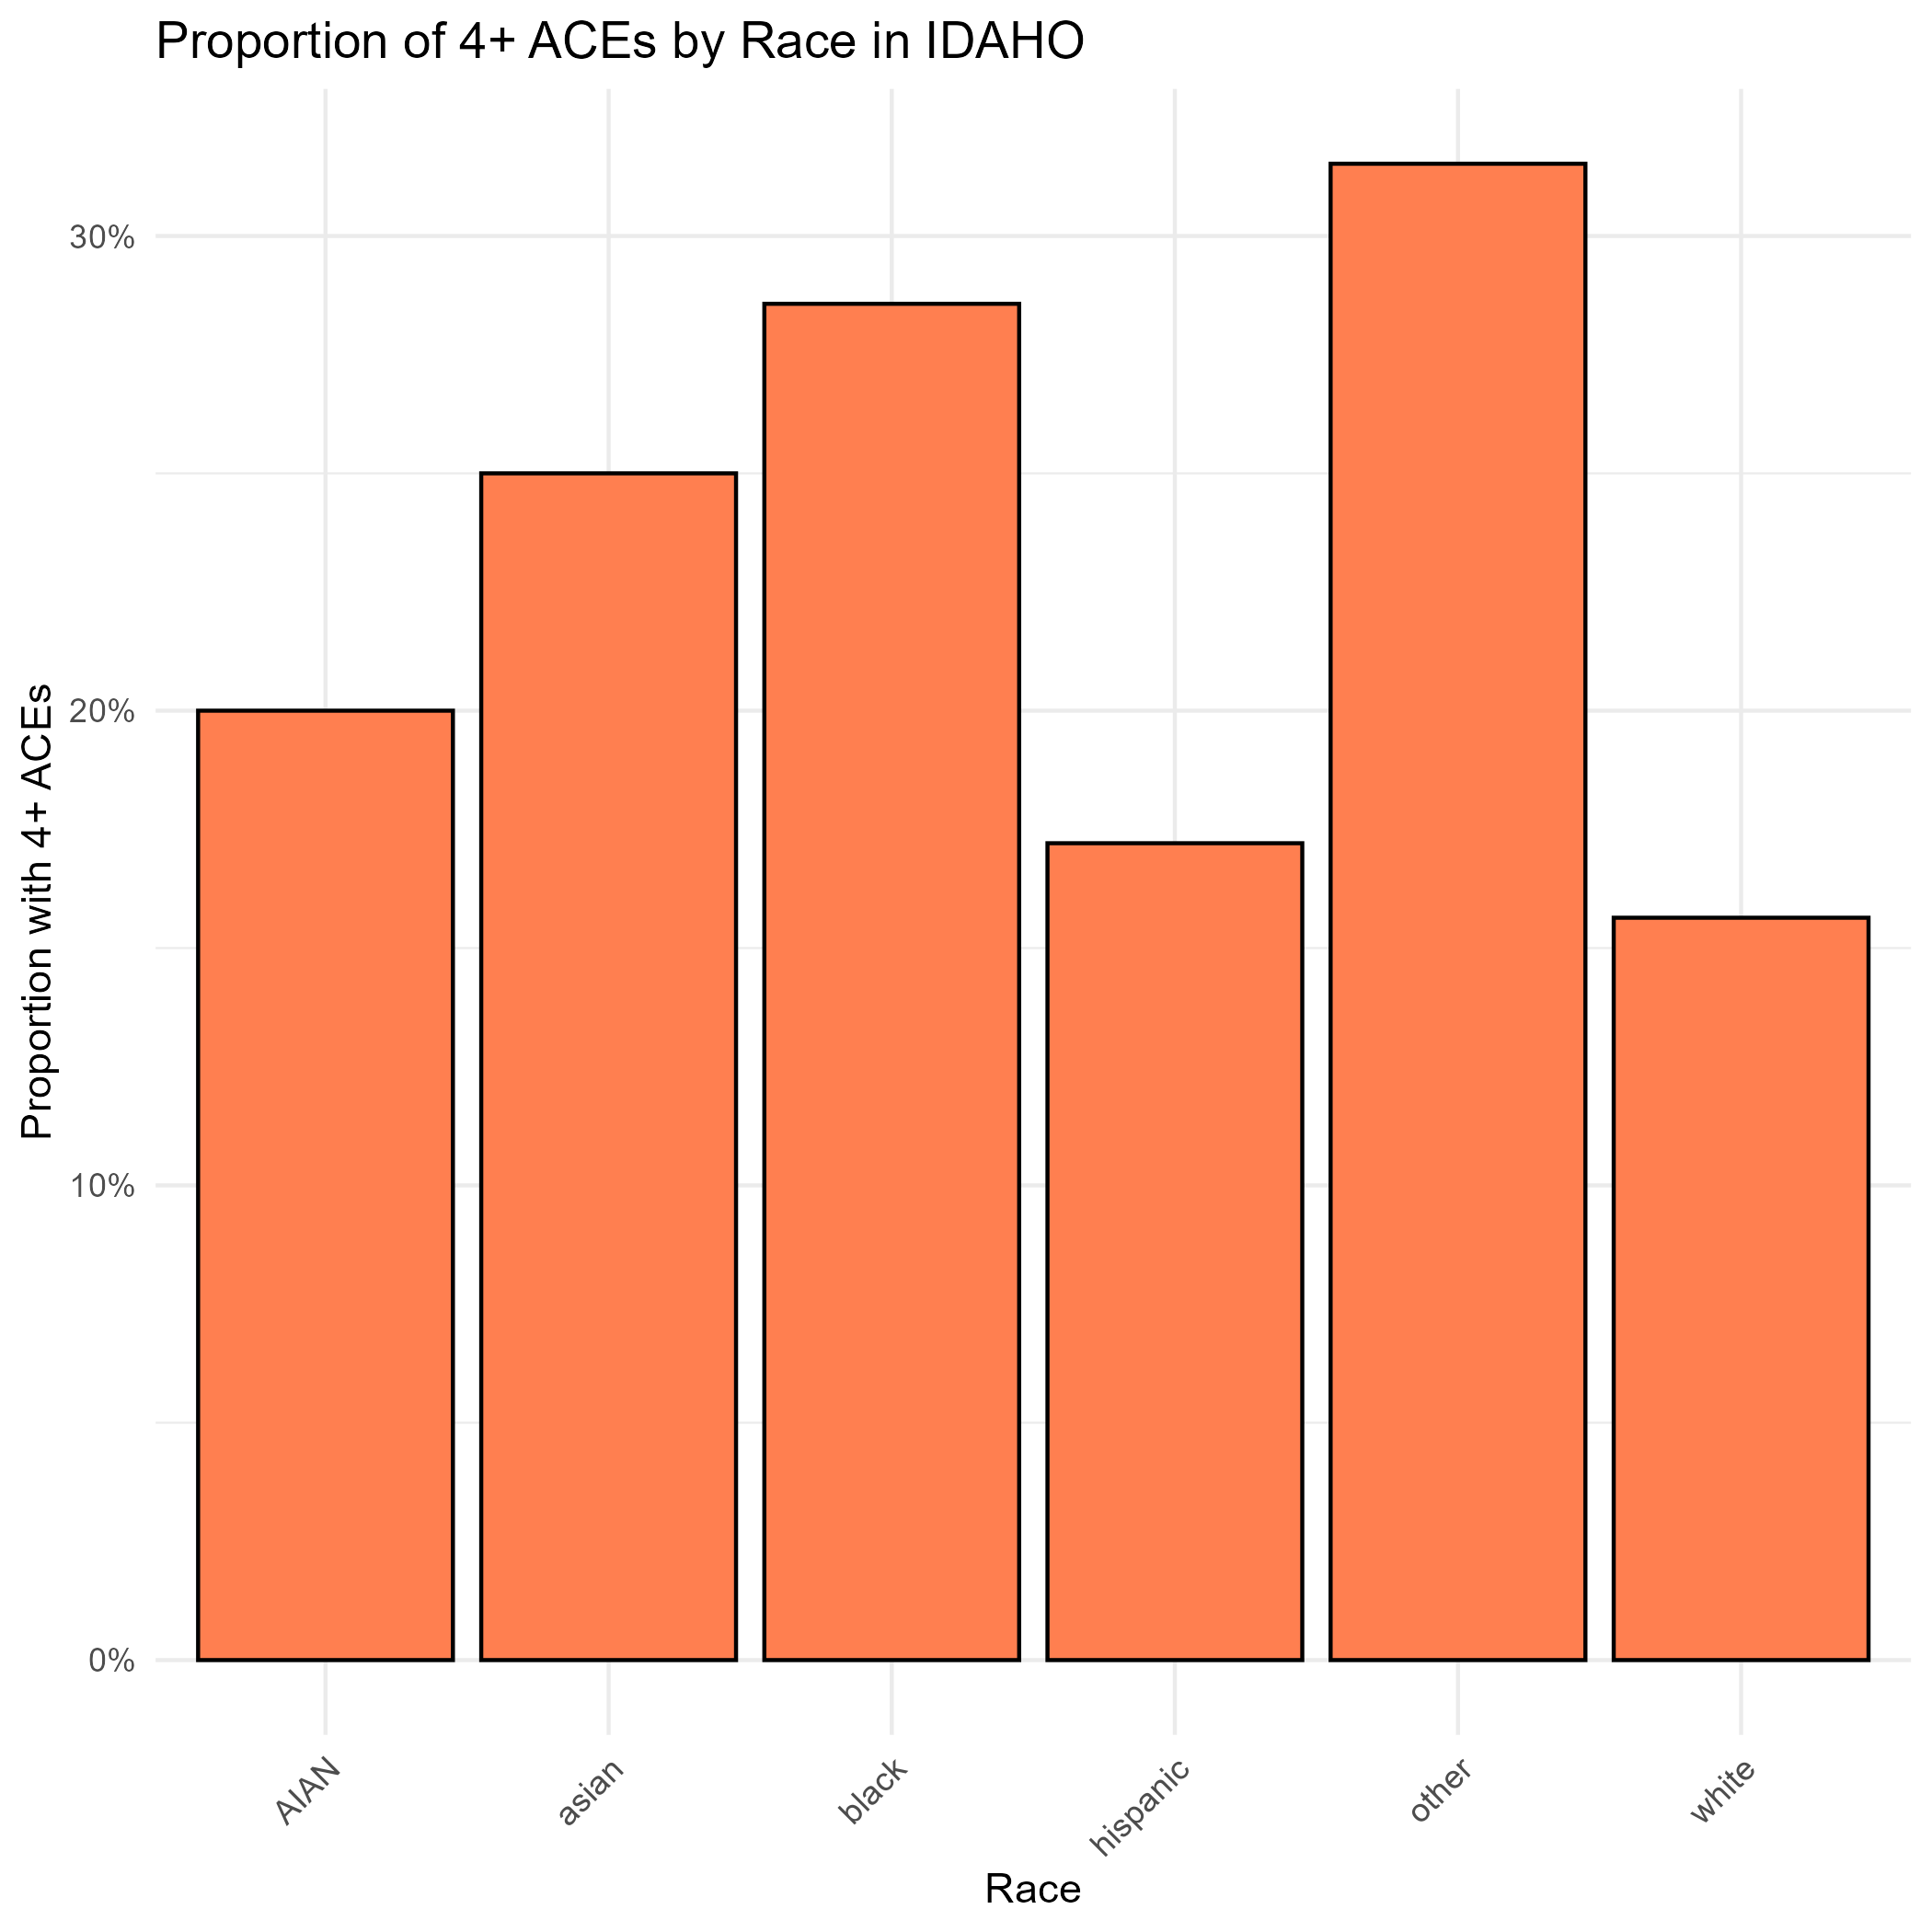 Proportion of 4+ ACEs by Race in IDAHO
Proportion with 4+ ACEs
30%
20%
10%
0%
AIAN
asian
black
hispanic
other
white
Race